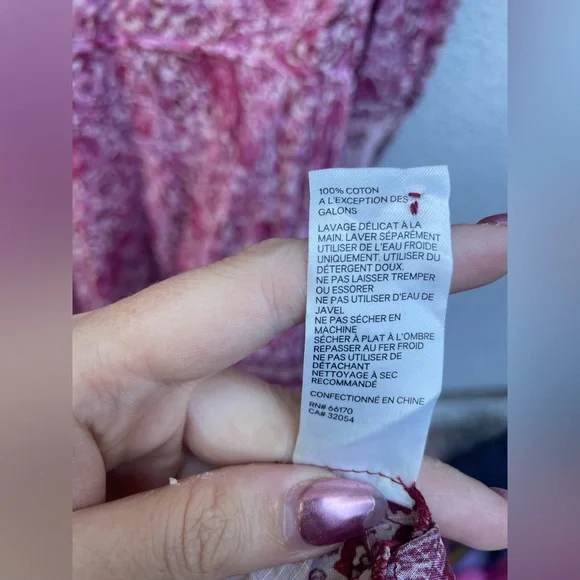 100% COTON
A L'EXCEPTION DES
GALONS
LAVAGE DÉLICAT À LA
MAIN. LAVER SÉPARÉMENT
UTILISER DE L'EAU FROIDE
UNIQUEMENT. UTILISER DU
DÉTERGENT DOUX.
NE PAS LAISSER TREMPER
OU ESSORER
NE PAS UTILISER D'EAU DE
JAVEL
NE PAS SÉCHER EN
MACHINE
SÉCHER À PLAT À L'OMBRE
REPASSER AU FER FROID
NE PAS UTILISER DE
DÉTACHANT
NETTOYAGE À SEC
RECOMMANDÉ
CONFECTIONNÉ EN CHINE
RN# 66170
CA# 32054